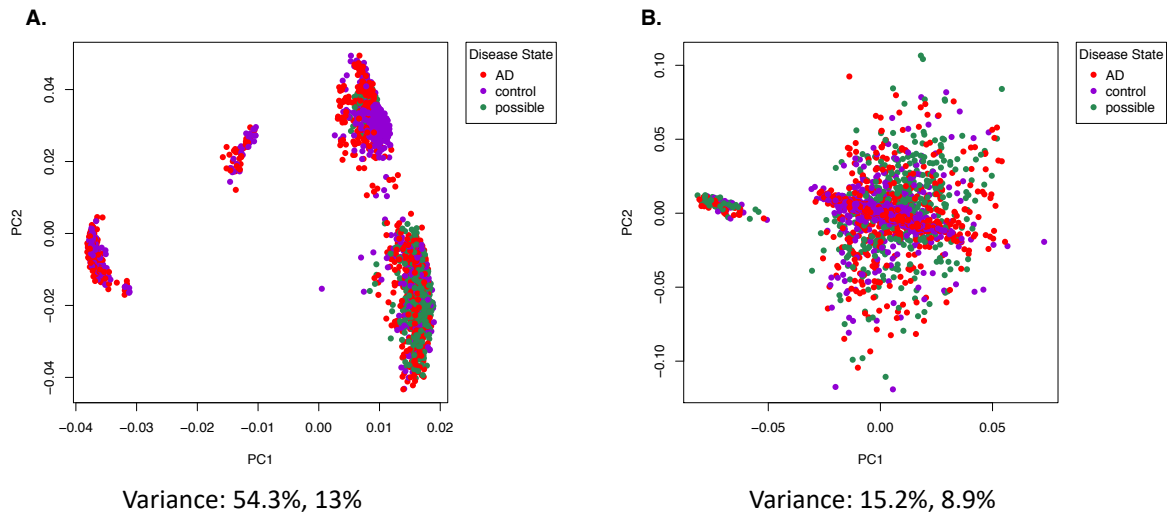 A.
Disease State
AD
control
possible
PC2
0.04
0.02
0.00
−0.02
−0.04
−0.04
−0.03
−0.02
−0.01
0.00
0.01
0.02
PC1
Variance: 54.3%, 13%
B.
Disease State
AD
control
possible
PC2
0.10
0.05
0.00
−0.05
−0.10
−0.05
0.00
0.05
PC1
Variance: 15.2%, 8.9%